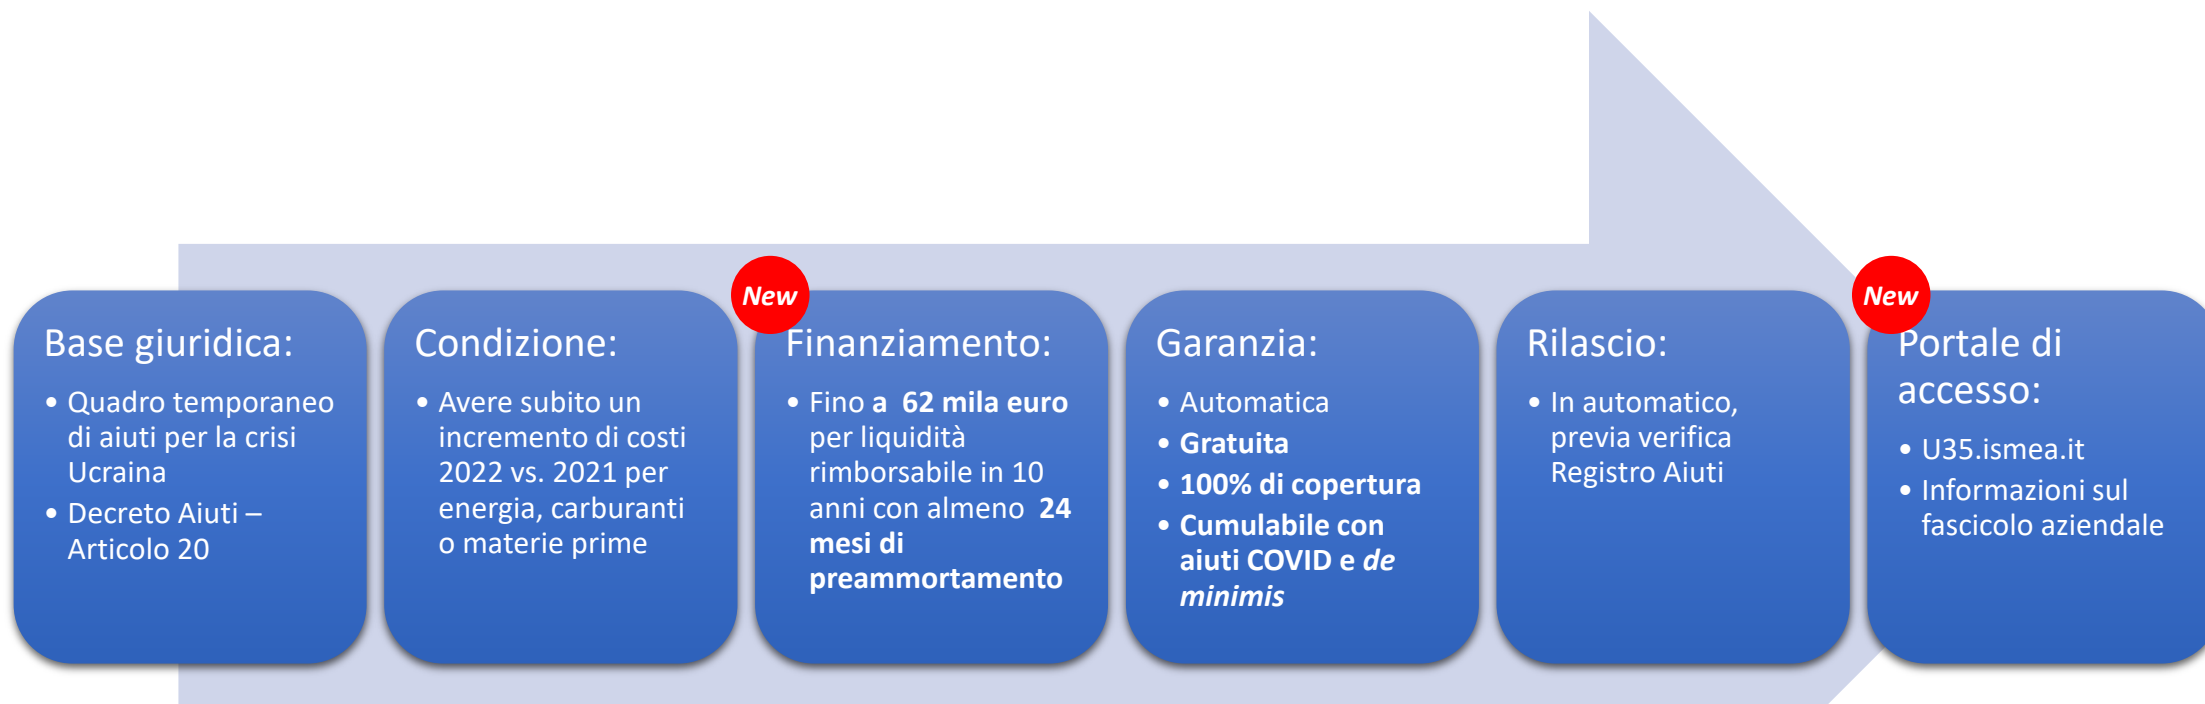 Base giuridica:
• Quadro temporaneo
di aiuti per la crisi
Ucraina
• Decreto Aiuti –
Articolo 20
Condizione:
• Avere subito un
incremento di costi
2022 vs. 2021 per
energia, carburanti
o materie prime
New
Finanziamento:
• Fino a 62 mila euro
per liquidità
rimborsabile in 10
anni con almeno 24
mesi di
preammortamento
Garanzia:
• Automatica
• Gratuita
• 100% di copertura
• Cumulabile con
aiuti COVID e de
minimis
Rilascio:
• In automatico,
previa verifica
Registro Aiuti
New
Portale di
accesso:
• U35.ismea.it
• Informazioni sul
fascicolo aziendale